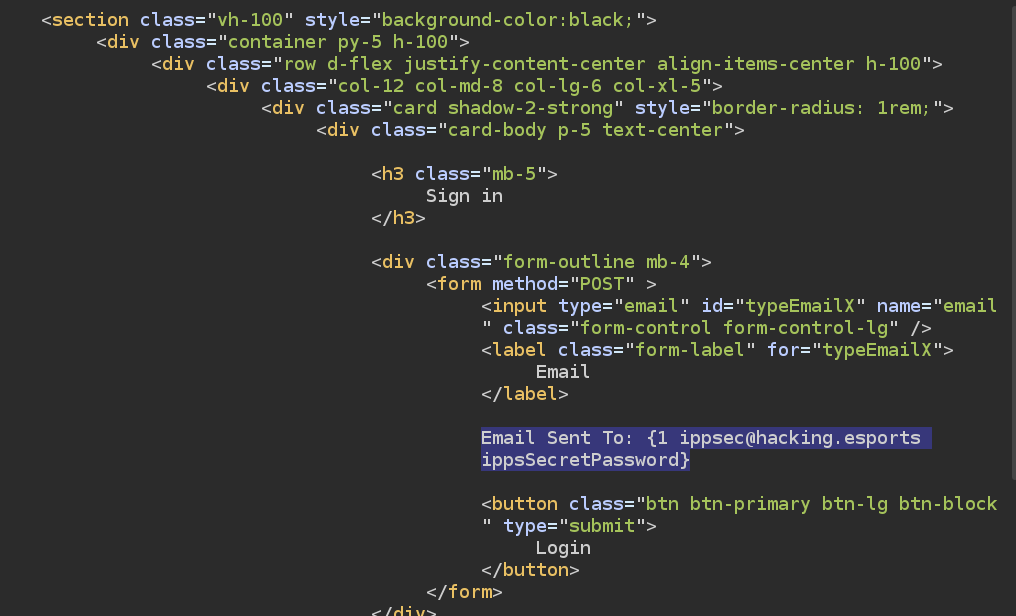 <section class="vh-100" style="background-color:black;">
<div class="container py-5 h-100">
<div class="row d-flex justify-content-center align-items-center h-100">
<div class="col-12 col-md-8 col-lg-6 col-xl-5">
<div class="card shadow-2-strong" style="border-radius: 1rem;">
<div class="card-body p-5 text-center">
<h3 class="mb-5">
Sign in
</h3>
<div class="form-outline mb-4">
<form method="POST" >
<input type="email" id="typeEmailX" name="email
" class="form-control form-control-lg" />
<label class="form-label" for="typeEmailX">
Email
</label>
Email Sent To: {1 ippsec@hacking.esports
ippsSecretPassword}
<button class="btn btn-primary btn-lg btn-block
" type="submit">
Login
</button>
</form>
</div>